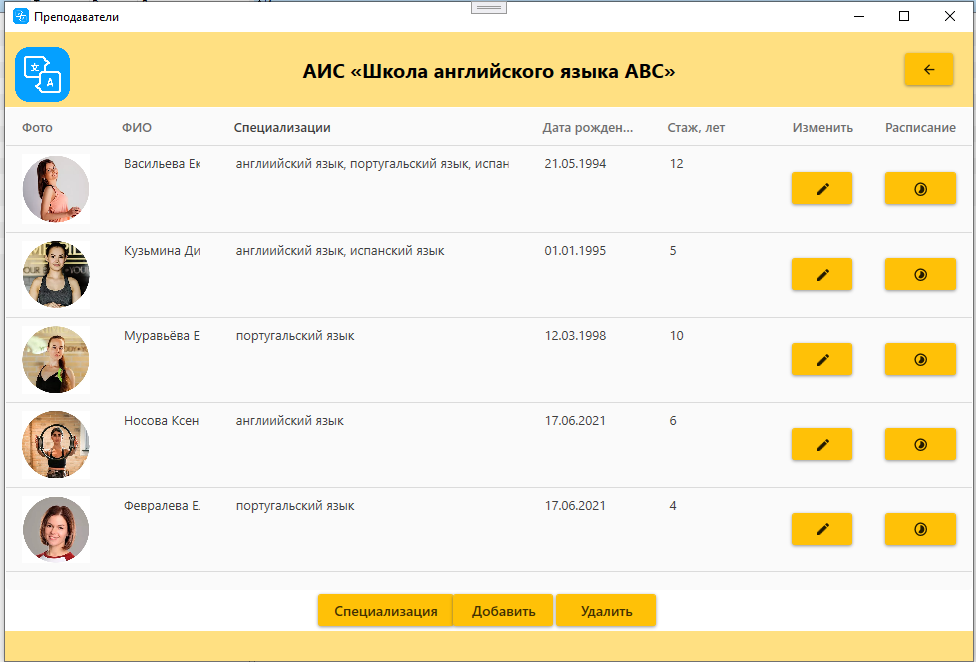 Преподаватели
АИС «Школа английского языка АВС»
Фото ФИО Специализации Дата рожден... Стаж, лет Изменить Расписание
Васильева Ек англиийский язык, португальский язык, испан 21.05.1994 12
Кузьмина Ди англиийский язык, испанский язык 01.01.1995 5
Муравьёва Е португальский язык 12.03.1998 10
Носова Ксен англиийский язык 17.06.2021 6
Февралева Е. португальский язык 17.06.2021 4
Специализация Добавить Удалить